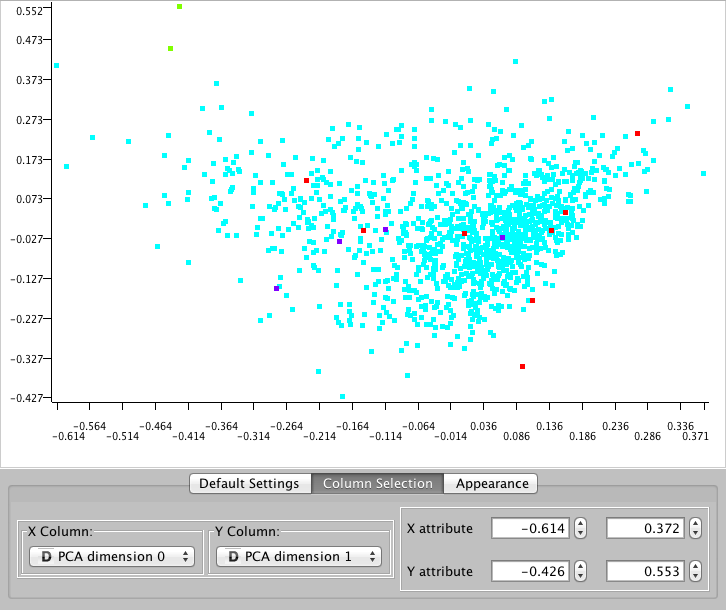 0.552
0.473
0.373
0.273
0.173
0.073
-0.027
-0.127
-0.227
-0.327
-0.427
-0.564 -0.464 -0.364 -0.264 -0.164 -0.064 0.036 0.136 0.236 0.336
-0.614 -0.514 -0.414 -0.314 -0.214 -0.114 -0.014 0.086 0.186 0.286 0.371
Default Settings Column Selection Appearance
X Column: Y Column:
D PCA dimension 0 D PCA dimension 1
X attribute -0.614 0.372
Y attribute -0.426 0.553